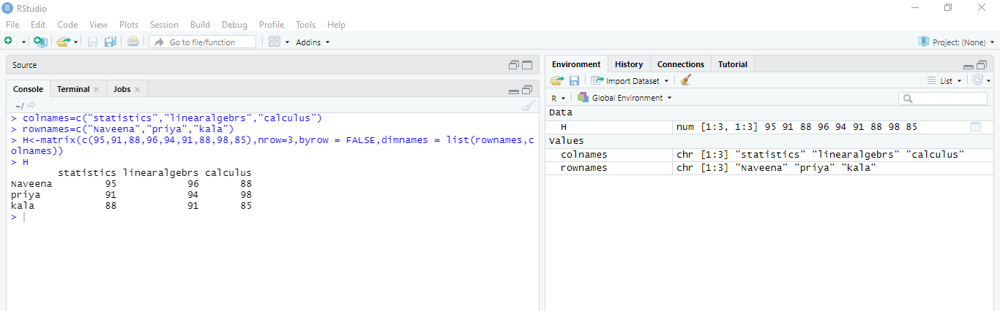 RStudio
File Edit Code View Plots Session Build Debug Profile Tools Help
Go to file/function Addins Project: (None)
Source
Console Terminal Jobs
~/
> colnames=c("statistics","linearalgebrs","calculus")
> rownames=c("Naveena","priya","kala")
> H<-matrix(c(95,91,88,96,94,91,88,98,85),nrow=3,byrow = FALSE,dimnames = list(rownames,c
olnames))
> H
statistics linearalgebrs calculus
Naveena 95 96 88
priya 91 94 98
kala 88 91 85
>
Environment History Connections Tutorial
Import Dataset List
R Global Environment
Data
H num [1:3, 1:3] 95 91 88 96 94 91 88 98 85
Values
colnames chr [1:3] "statistics" "linearalgebrs" "calculus"
rownames chr [1:3] "Naveena" "priya" "kala"